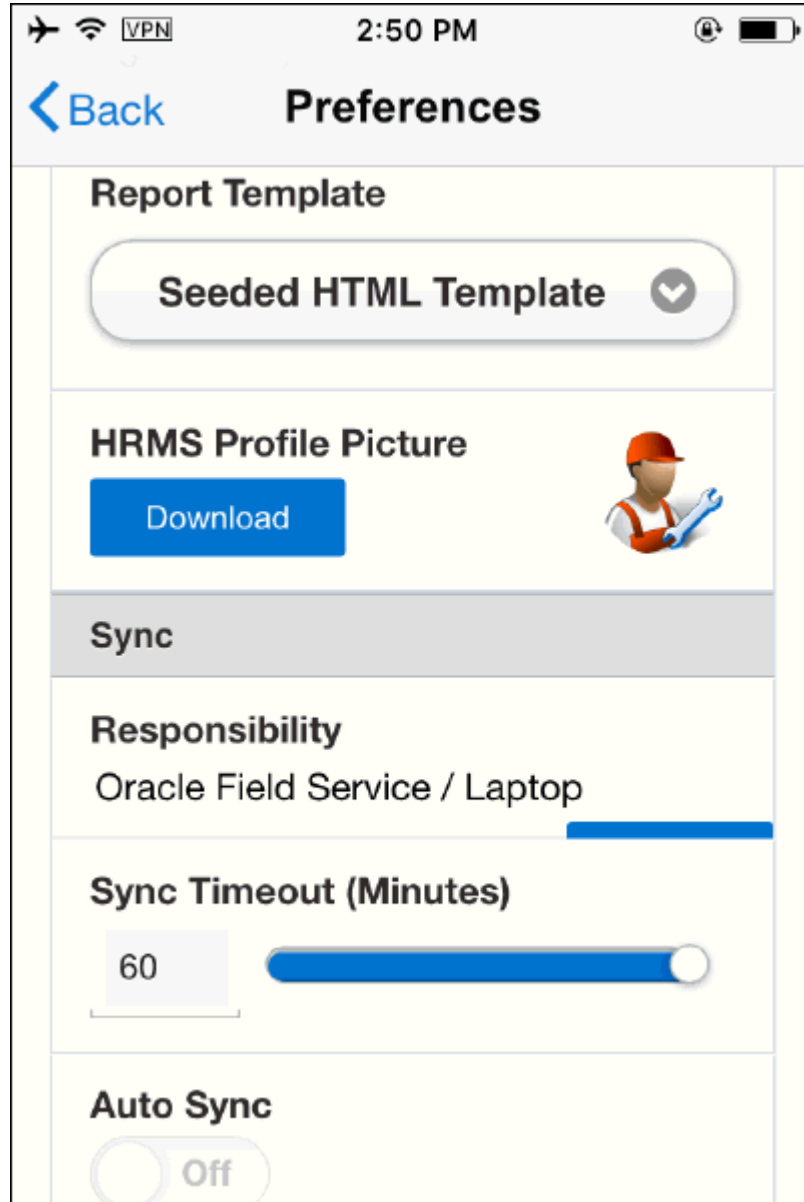 VPN 2:50 PM
Back Preferences
Report Template
Seeded HTML Template
HRMS Profile Picture
Download
Sync
Responsibility
Oracle Field Service / Laptop
Sync Timeout (Minutes)
60
Auto Sync
Off